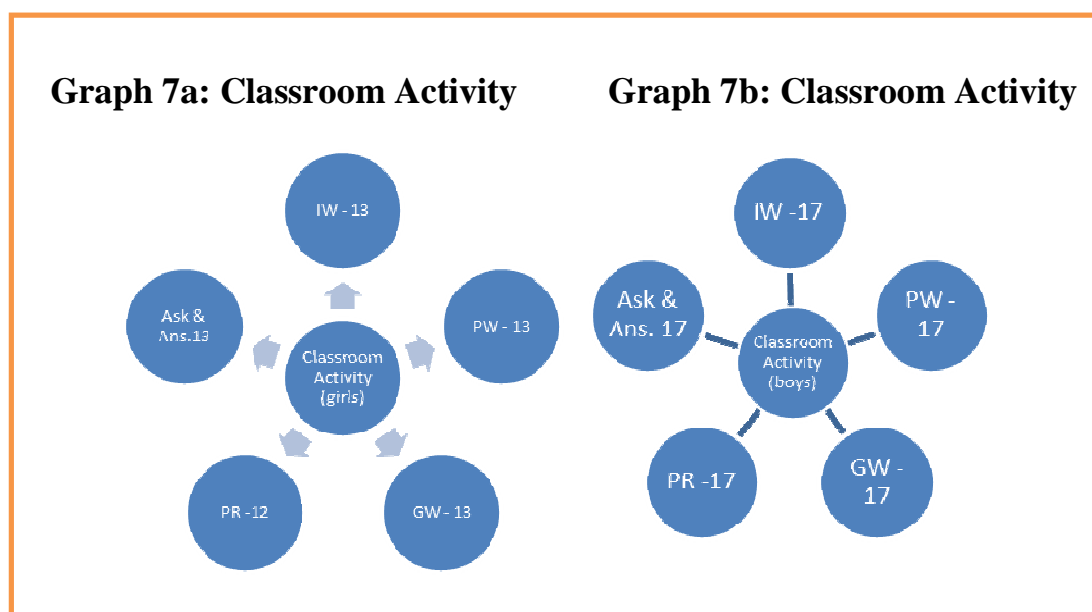 Graph 7a: Classroom Activity
Graph 7b: Classroom Activity
IW - 13
PW - 13
GW - 13
PR -12
Ask &
Ans.13
Classroom
Activity
(girls)
IW -17
PW -
17
GW -
17
PR -17
Ask &
Ans. 17
Classroom
Activity
(boys)